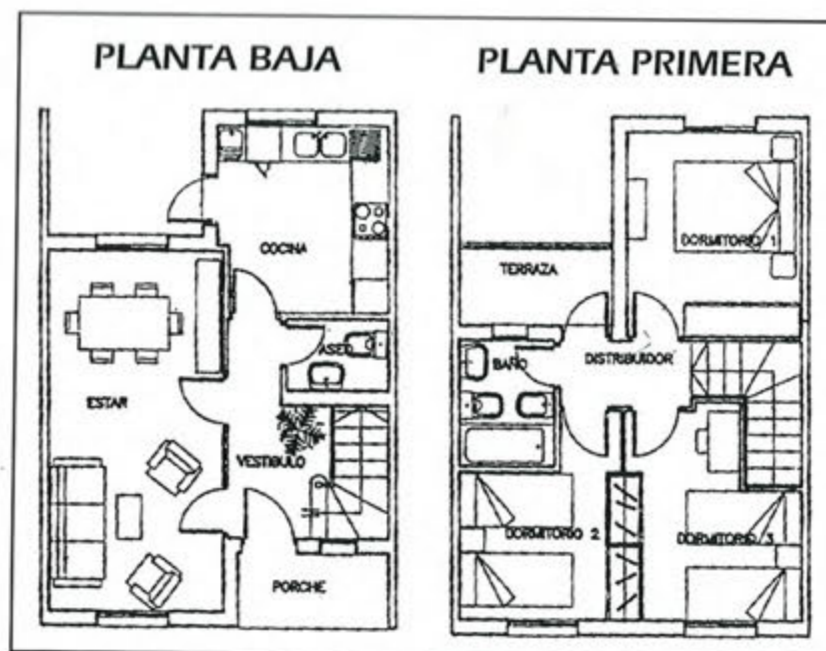 PLANTA BAJA
PLANTA PRIMERA
COCINA
ASEO
ESTAR
VESTIBULO
PORCHE
DORMITORIO 1
TERRAZA
BAÑO
DISTRIBUIDOR
DORMITORIO 2
DORMITORIO 3